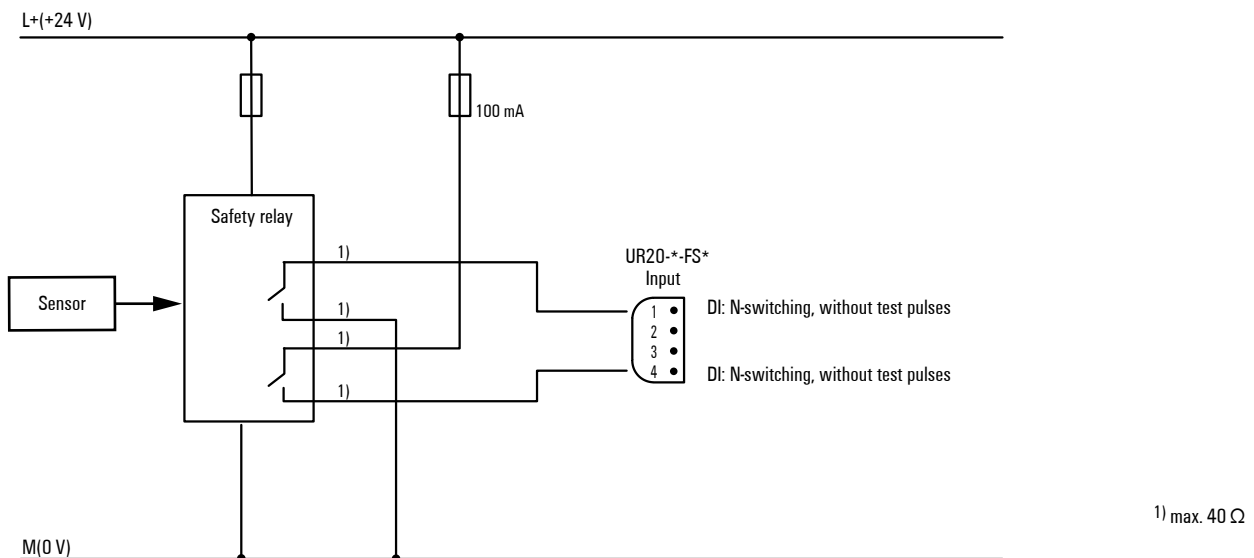 L+(+24 V)
100 mA
Safety relay
1)
UR20-*-FS*
Input
Sensor
1)
1)
1)
1
2
3
4
DI: N-switching, without test pulses
DI: N-switching, without test pulses
1) max. 40 Ω
M(0 V)